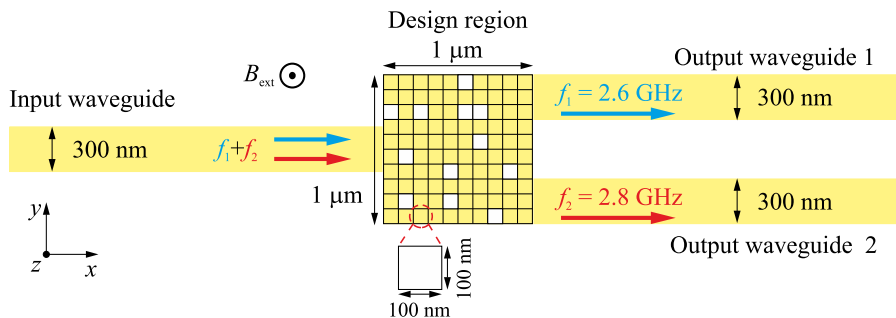 Design region
1 μm
B_ext
Output waveguide 1
Input waveguide
f₁ = 2.6 GHz
300 nm
300 nm
f₁+f₂
1 μm
f₂ = 2.8 GHz
300 nm
y
z
x
Output waveguide 2
100 nm
100 nm